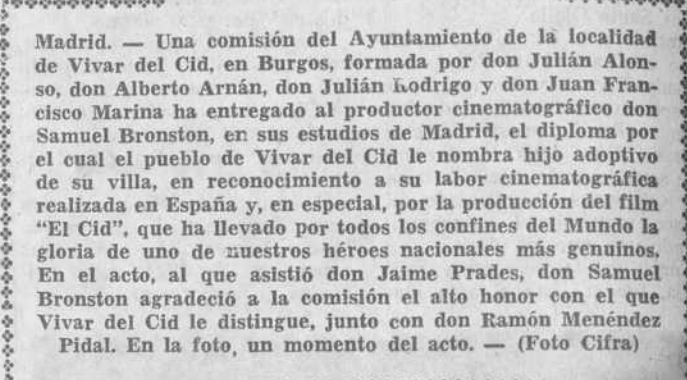 Madrid. — Una comisión del Ayuntamiento de la localidad
de Vivar del Cid, en Burgos, formada por don Julián Alon-
so, don Alberto Arnán, don Julián Rodrigo y don Juan Fran-
cisco Marina ha entregado al productor cinematográfico don
Samuel Bronston, en sus estudios de Madrid, el diploma por
el cual el pueblo de Vivar del Cid le nombra hijo adoptivo
de su villa, en reconocimiento a su labor cinematográfica
realizada en España y, en especial, por la producción del film
“El Cid”, que ha llevado por todos los confines del Mundo la
gloria de uno de nuestros héroes nacionales más genuinos.
En el acto, al que asistió don Jaime Prades, don Samuel
Bronston agradeció a la comisión el alto honor con el que
Vivar del Cid le distingue, junto con don Ramón Menéndez
Pidal. En la foto, un momento del acto. — (Foto Cifra)